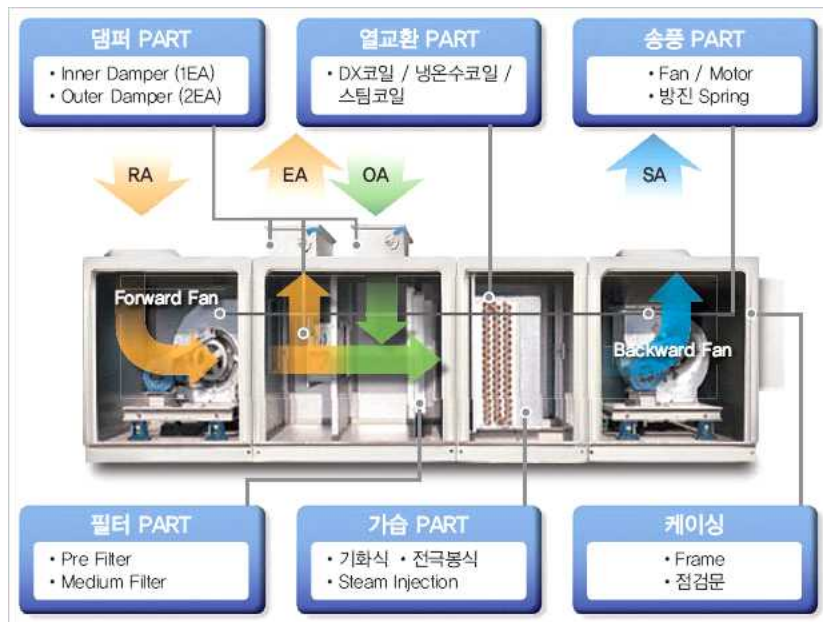 댐퍼 PART
• Inner Damper (1EA)
• Outer Damper (2EA)
열교환 PART
• DX코일 / 냉온수코일 /
스팀코일
송풍 PART
• Fan / Motor
• 방진 Spring
RA
EA
OA
SA
Forward Fan
Backward Fan
필터 PART
• Pre Filter
• Medium Filter
가습 PART
• 기화식 • 전극봉식
• Steam Injection
케이싱
• Frame
• 점검문